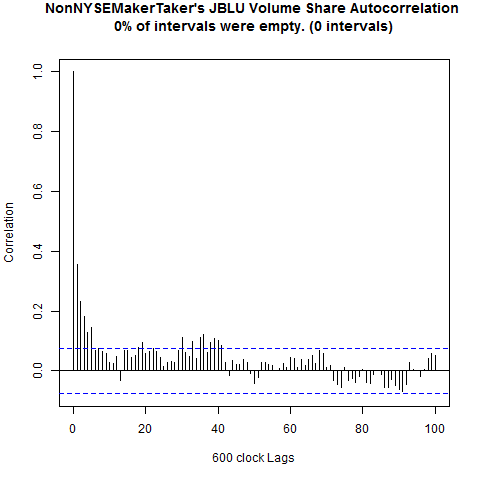 NonNYSEMakerTaker's JBLU Volume Share Autocorrelation
0% of intervals were empty. (0 intervals)
1.0
0.8
0.6
0.4
0.2
0.0
Correlation
0 20 40 60 80 100
600 clock Lags